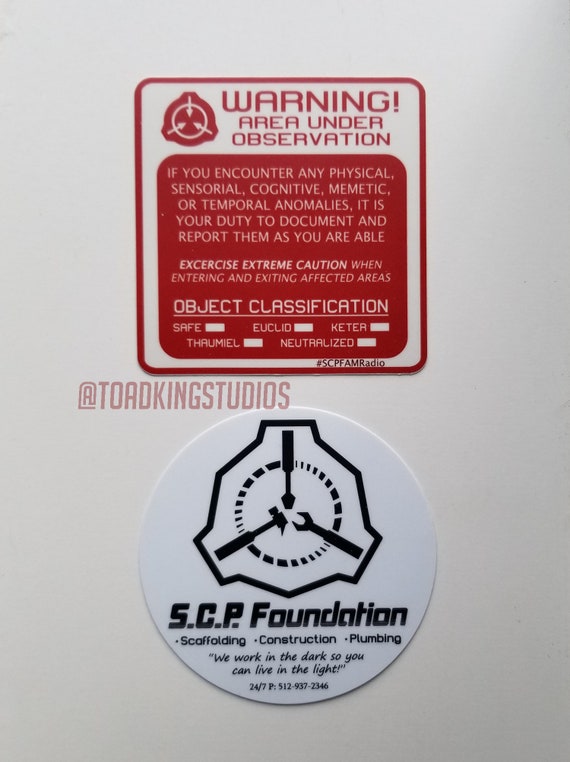 WARNING!
AREA UNDER
OBSERVATION
IF YOU ENCOUNTER ANY PHYSICAL,
SENSORIAL, COGNITIVE, MEMETIC,
OR TEMPORAL ANOMALIES, IT IS
YOUR DUTY TO DOCUMENT AND
REPORT THEM AS YOU ARE ABLE
EXCERCISE EXTREME CAUTION WHEN
ENTERING AND EXITING AFFECTED AREAS
OBJECT CLASSIFICATION
SAFE EUCLID KETER
THAUMIEL NEUTRALIZED
#SCPFAMRadio
@TOADKINGSTUDIOS
S.C.P. Foundation
·Scaffolding ·Construction ·Plumbing
"We work in the dark so you
can live in the light!"
24/7 P: 512-937-2346